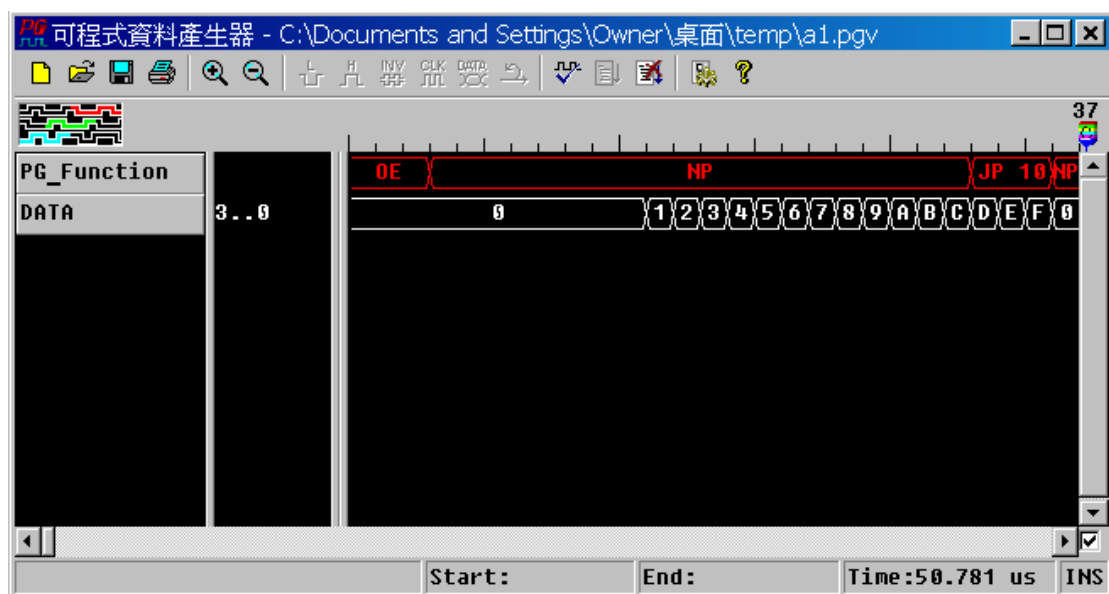 PG 可程式資料產生器 - C:\Documents and Settings\Owner\桌面\temp\a1.pgv
L H INV CLK DATA
37
PG_Function OE NP JP 10 NP
DATA 3..0 0 1 2 3 4 5 6 7 8 9 A B C D E F 0
Start: End: Time:50.781 us INS